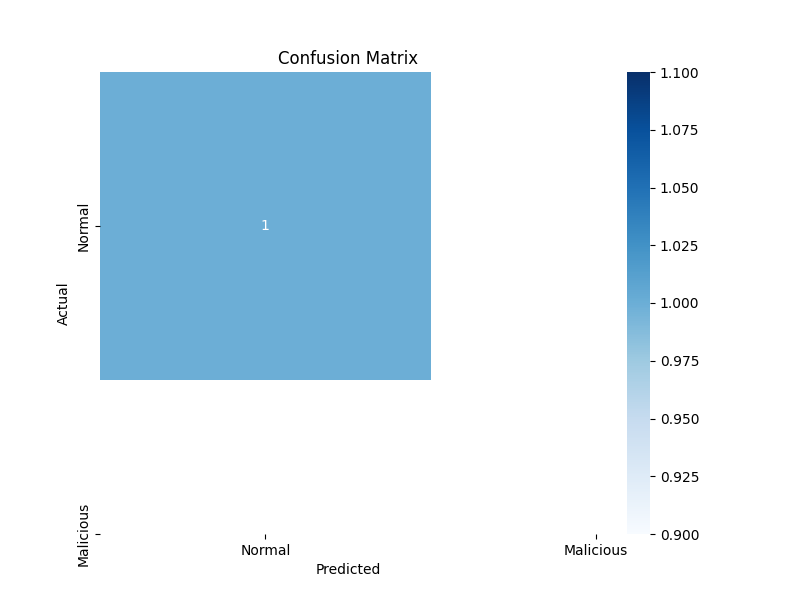 Confusion Matrix
1
Normal
Malicious
Actual
Normal
Malicious
Predicted
1.100
1.075
1.050
1.025
1.000
0.975
0.950
0.925
0.900